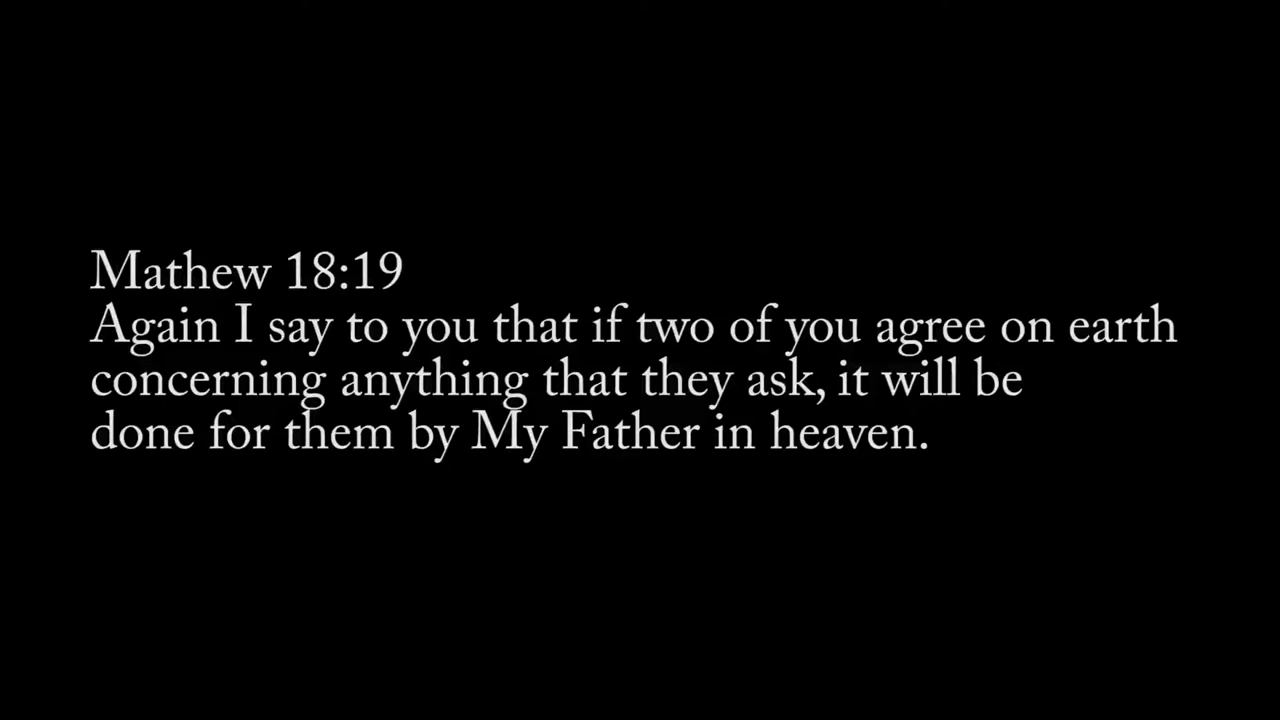 Mathew 18:19
Again I say to you that if two of you agree on earth
concerning anything that they ask, it will be
done for them by My Father in heaven.